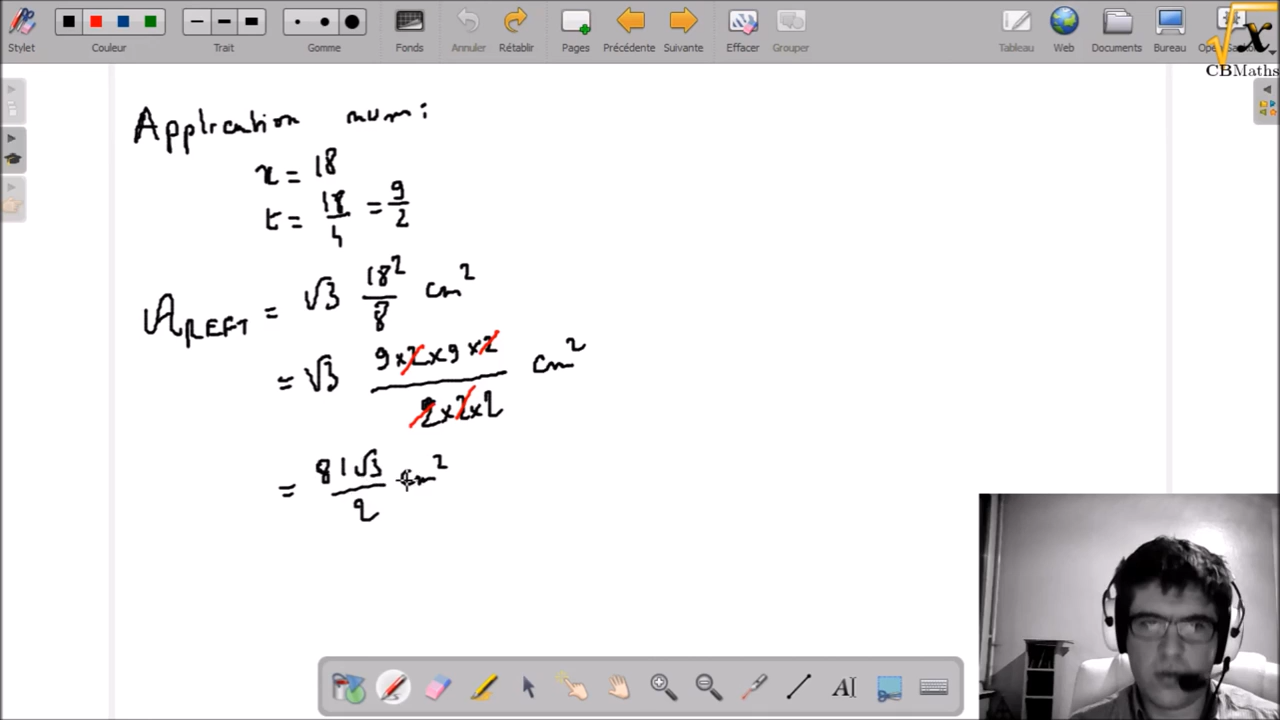 Stylet Couleur Trait Gomme Fonds Annuler Rétablir Pages Précédente Suivante Effacer Grouper Tableau Web Documents Bureau
CBMaths
Application num:
x = 18
t = 18/4 = 9/2
A_REFT = √3 18²/8 cm²
= √3 (9×2×9×2)/(2×2×2) cm²
= 81√3/2 cm²